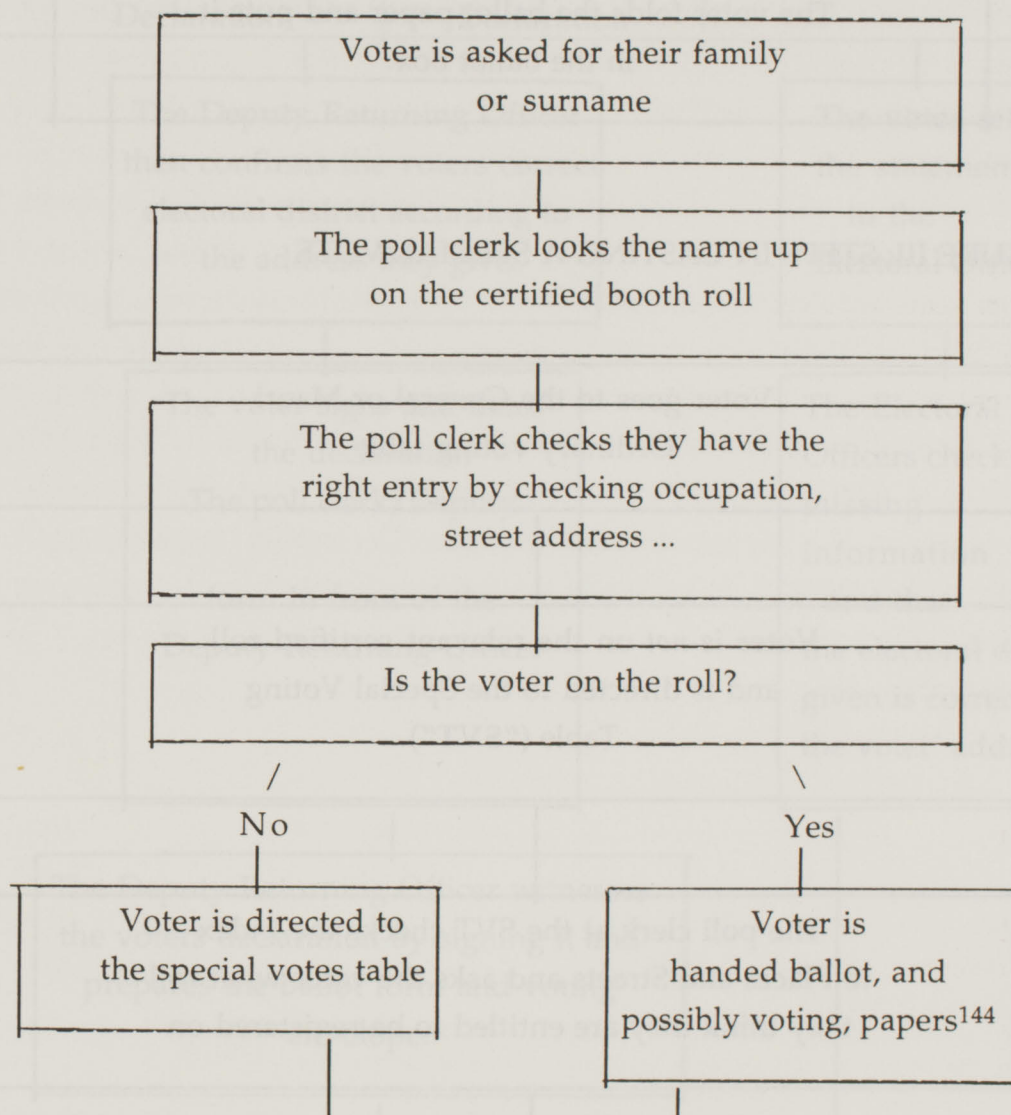 Voter is asked for their family
or surname
The poll clerk looks the name up
on the certified booth roll
The poll clerk checks they have the
right entry by checking occupation,
street address ...
Is the voter on the roll?
No
Yes
Voter is directed to
the special votes table
Voter is
handed ballot, and
possibly voting, papers144